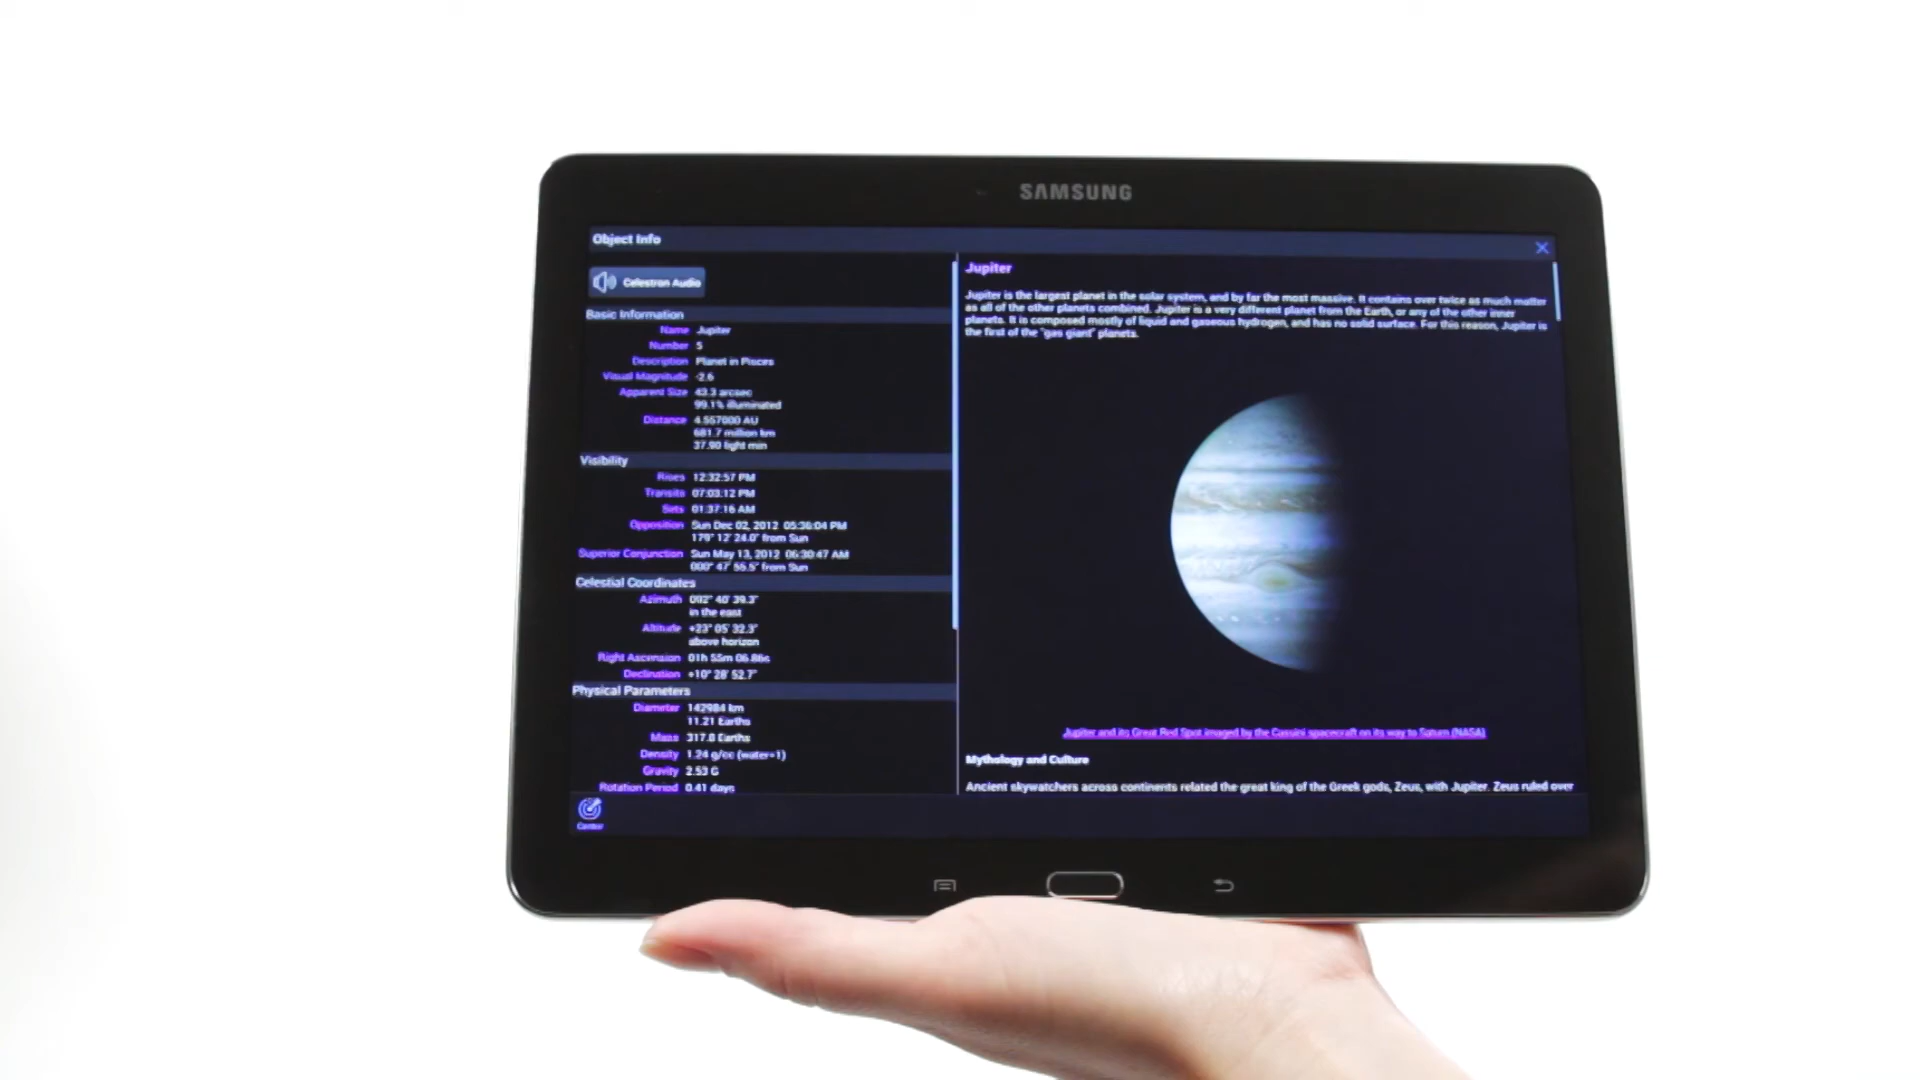 SAMSUNG
Object Info
Celestron Audio
Basic Information
Name Jupiter
Number 5
Description Planet in Pisces
Visual Magnitude -2.6
Apparent Size 43.3 arcsec
99.1% illuminated
Distance 4.557000 AU
681.7 million km
37.90 light min
Visibility
Rises 12:32:57 PM
Transits 07:03:12 PM
Sets 01:37:16 AM
Opposition Sun Dec 02, 2012 05:36:04 PM
179° 12' 24.0" from Sun
Superior Conjunction Sun May 13, 2012 06:30:47 AM
000° 47' 55.5" from Sun
Celestial Coordinates
Azimuth 092° 40' 39.3"
in the east
Altitude +23° 05' 32.3"
above horizon
Right Ascension 01h 55m 06.86s
Declination +10° 28' 52.7"
Physical Parameters
Diameter 142984 km
11.21 Earths
Mass 317.8 Earths
Density 1.24 g/cc (water=1)
Gravity 2.53 G
Rotation Period 0.41 days
Center
Jupiter
Jupiter is the largest planet in the solar system, and by far the most massive. It contains over twice as much matter
as all of the other planets combined. Jupiter is a very different planet from the Earth, or any of the other inner
planets. It is composed mostly of liquid and gaseous hydrogen, and has no solid surface. For this reason, Jupiter is
the first of the "gas giant" planets.
Jupiter and its Great Red Spot imaged by the Cassini spacecraft on its way to Saturn (NASA)
Mythology and Culture
Ancient skywatchers across continents related the great king of the Greek gods, Zeus, with Jupiter. Zeus ruled over